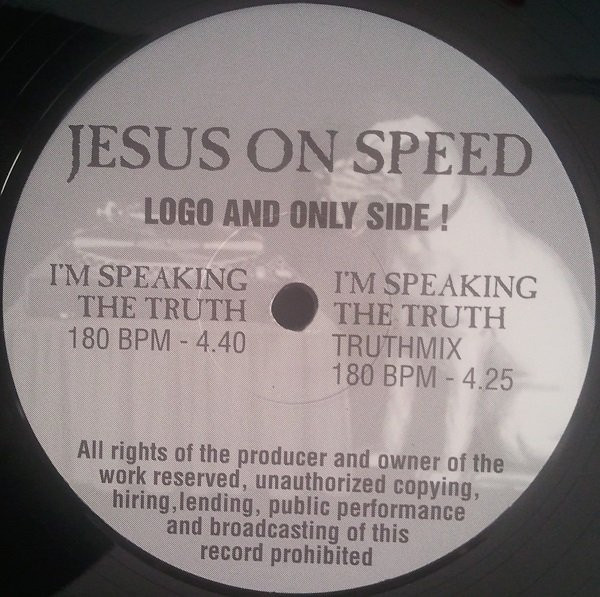 JESUS ON SPEED
LOGO AND ONLY SIDE !
I'M SPEAKING
THE TRUTH
180 BPM - 4.40
I'M SPEAKING
THE TRUTH
TRUTHMIX
180 BPM - 4.25
All rights of the producer and owner of the
work reserved, unauthorized copying,
hiring,lending, public performance
and broadcasting of this
record prohibited